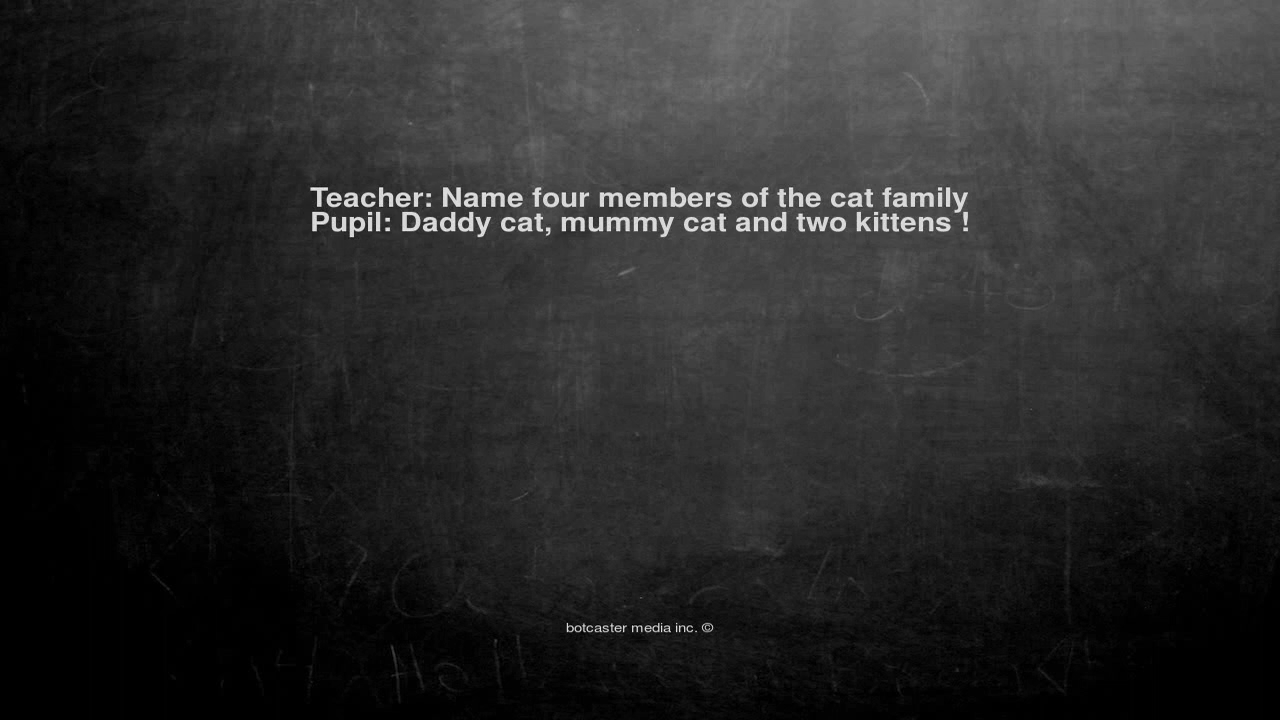 Teacher: Name four members of the cat family
Pupil: Daddy cat, mummy cat and two kittens !
botcaster media inc. ©